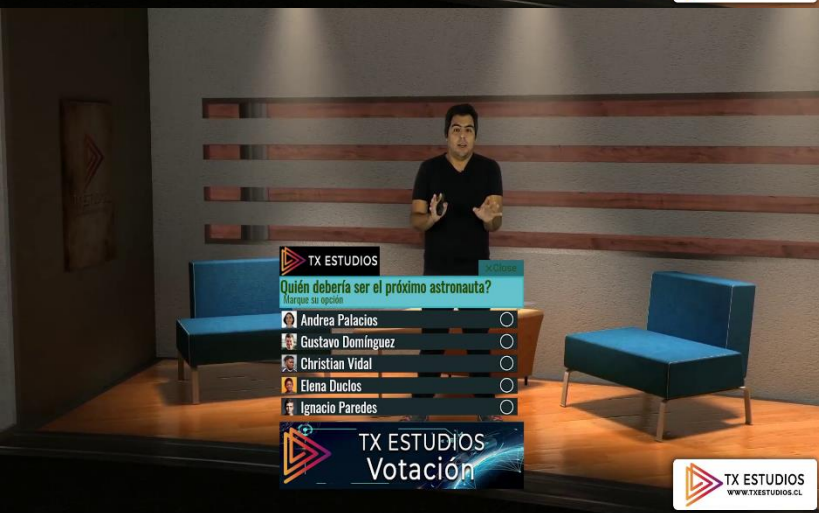 TX ESTUDIOS
xClose
Quién debería ser el próximo astronauta?
Marque su opción
Andrea Palacios
Gustavo Domínguez
Christian Vidal
Elena Duclos
Ignacio Paredes
TX ESTUDIOS
Votación
TX ESTUDIOS
WWW.TXESTUDIOS.CL